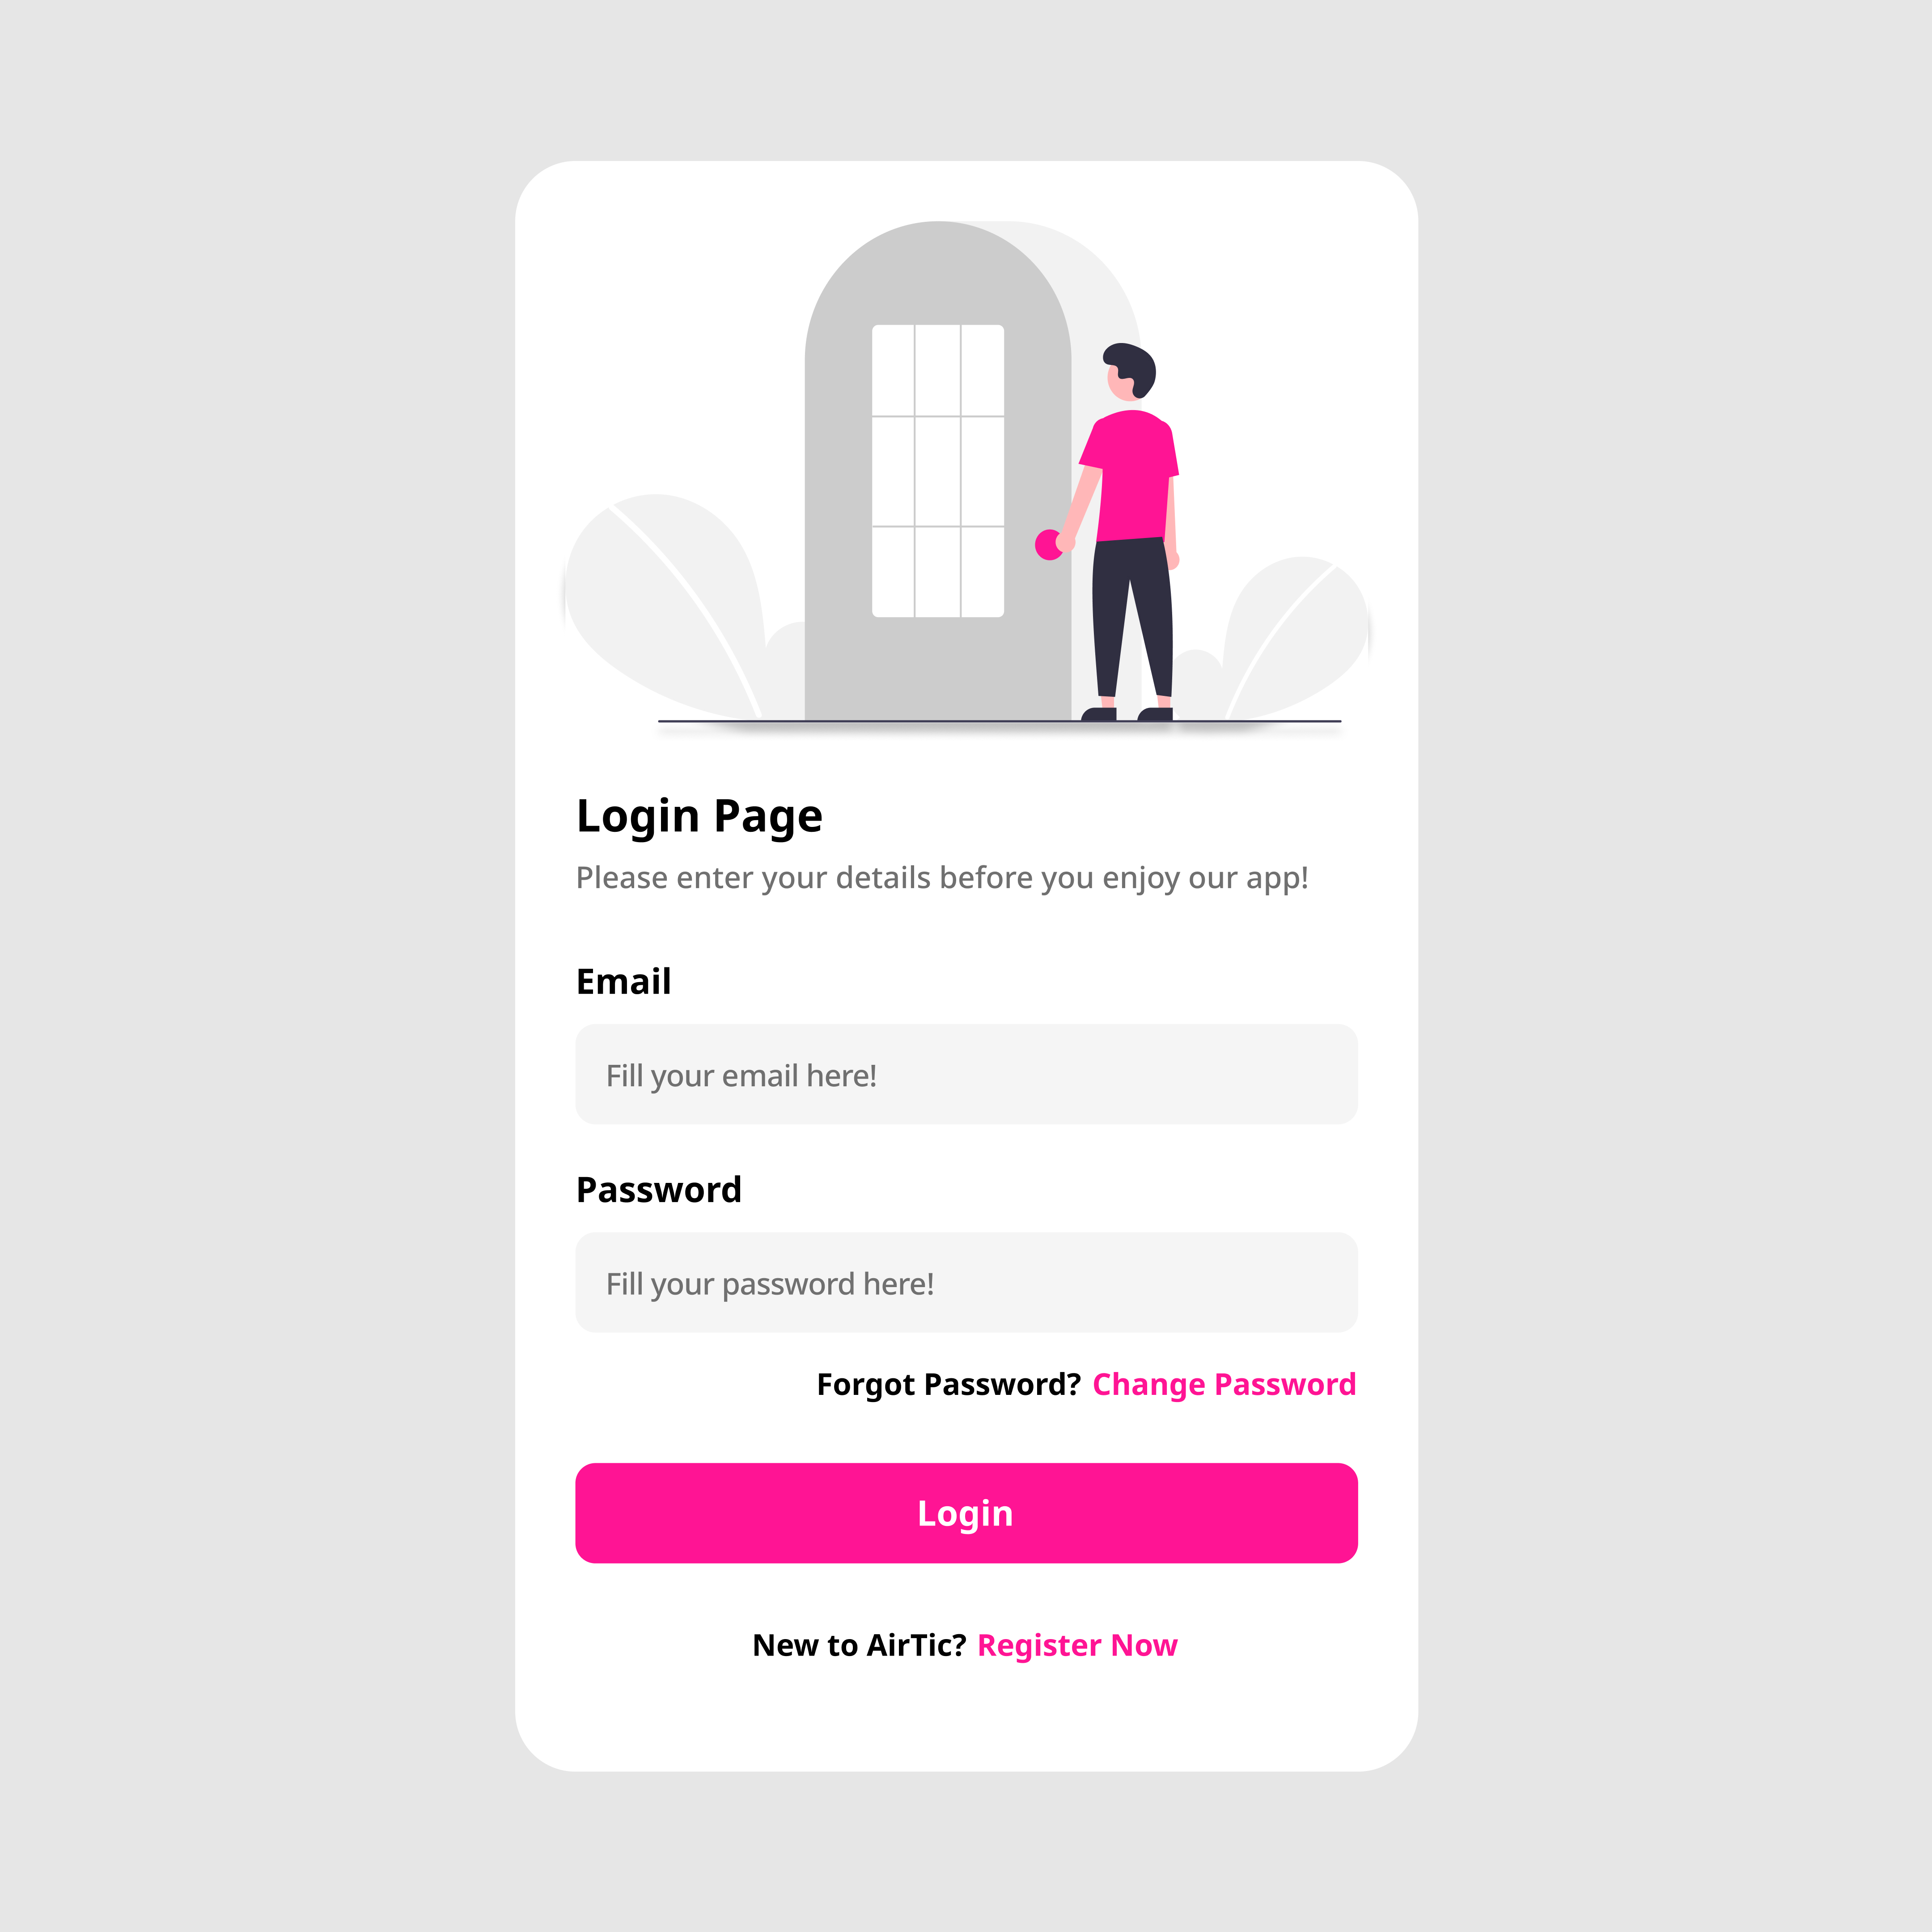 Login Page
Please enter your details before you enjoy our app!
Email
Fill your email here!
Password
Fill your password here!
Forgot Password? Change Password
Login
New to AirTic? Register Now